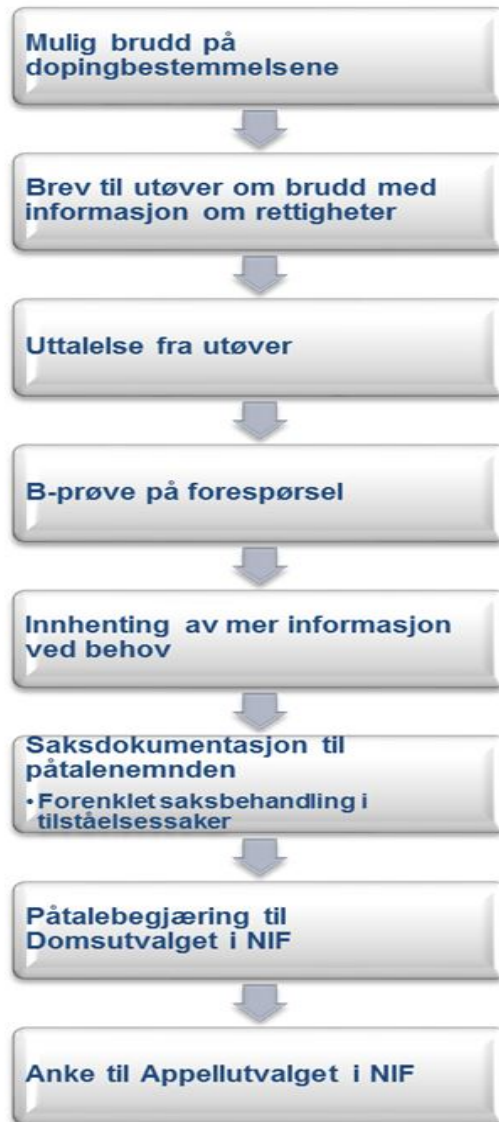 Mulig brudd på
dopingbestemmelsene
Brev til utøver om brudd med
informasjon om rettigheter
Uttalelse fra utøver
B-prøve på forespørsel
Innhenting av mer informasjon
ved behov
Saksdokumentasjon til
påtalenemnden
• Forenklet saksbehandling i
tilståelsessaker
Påtalebegjæring til
Domsutvalget i NIF
Anke til Appellutvalget i NIF